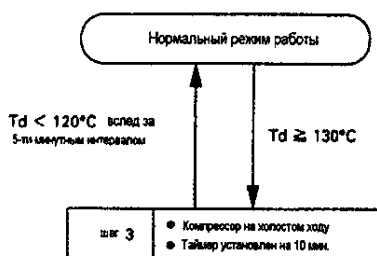 Нормальный режим работы
Td < 120°C вслед за
5-ти минутным интервалом
Td ≧ 130°C
шаг 3
● Компрессор на холостом ходу
● Таймер установлен на 10 мин.